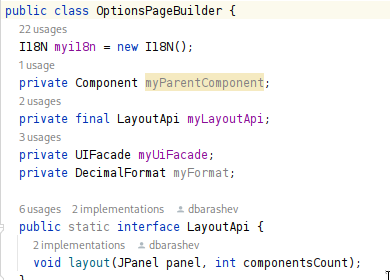 public class OptionsPageBuilder {
22 usages
I18N myi18n = new I18N();
1 usage
private Component myParentComponent;
2 usages
private final LayoutApi myLayoutApi;
3 usages
private UIFacade myUiFacade;
private DecimalFormat myFormat;
6 usages 2 implementations dbarashev
public static interface LayoutApi {
2 implementations dbarashev
void layout(JPanel panel, int componentsCount);
}